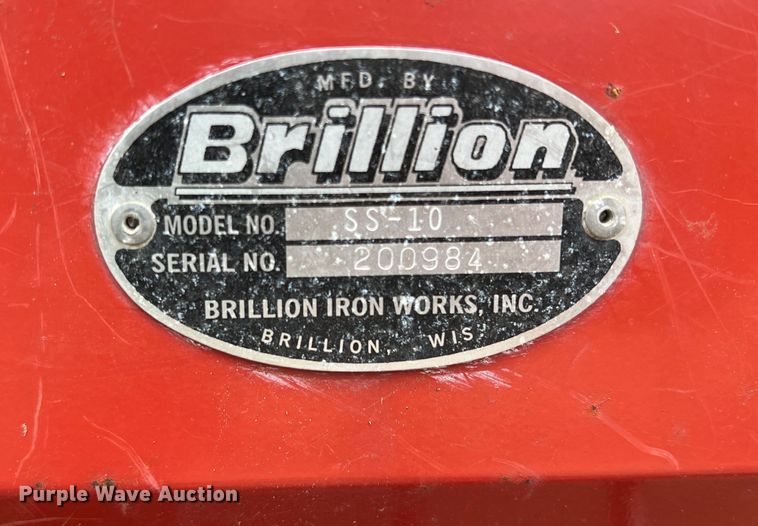 MFD. BY
Brillion
MODEL NO. SS-10
SERIAL NO. 200984
BRILLION IRON WORKS, INC.
BRILLION, WIS.
Purple Wave Auction